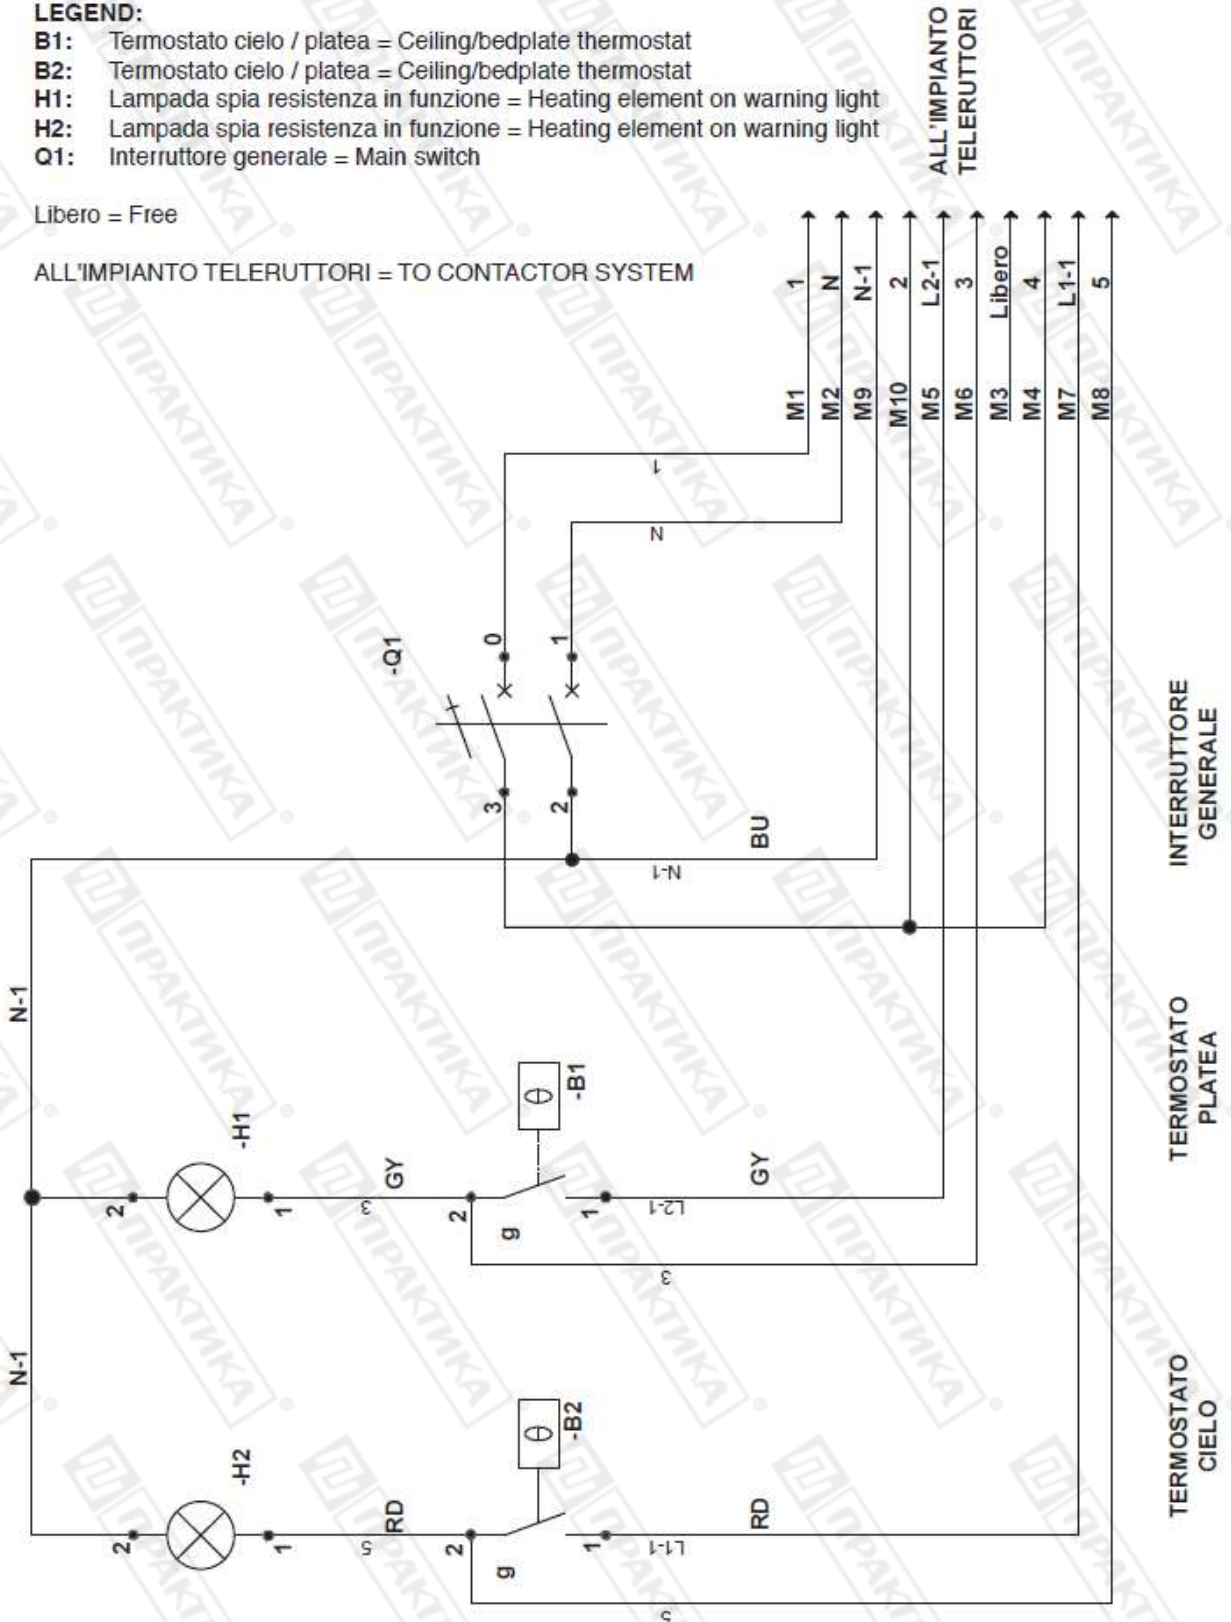 LEGEND:
B1: Termostato cielo / platea = Ceiling/bedplate thermostat
B2: Termostato cielo / platea = Ceiling/bedplate thermostat
H1: Lampada spia resistenza in funzione = Heating element on warning light
H2: Lampada spia resistenza in funzione = Heating element on warning light
Q1: Interruttore generale = Main switch
Libero = Free
ALL'IMPIANTO TELERUTTORI = TO CONTACTOR SYSTEM
ALL'IMPIANTO
TELERUTTORI
1
N
N-1
2
L2-1
3
Libero
4
L1-1
5
M1
M2
M9
M10
M5
M6
M3
M4
M7
M8
1
N
-Q1
0
1
3
2
BU
N-1
INTERRUTTORE
GENERALE
N-1
-B1
θ
-H1
2
1
3
GY
2
g
1
L2-1
GY
3
TERMOSTATO
PLATEA
N-1
-B2
θ
-H2
2
1
5
RD
2
g
1
L1-1
RD
5
TERMOSTATO
CIELO
ПРАКТИКА